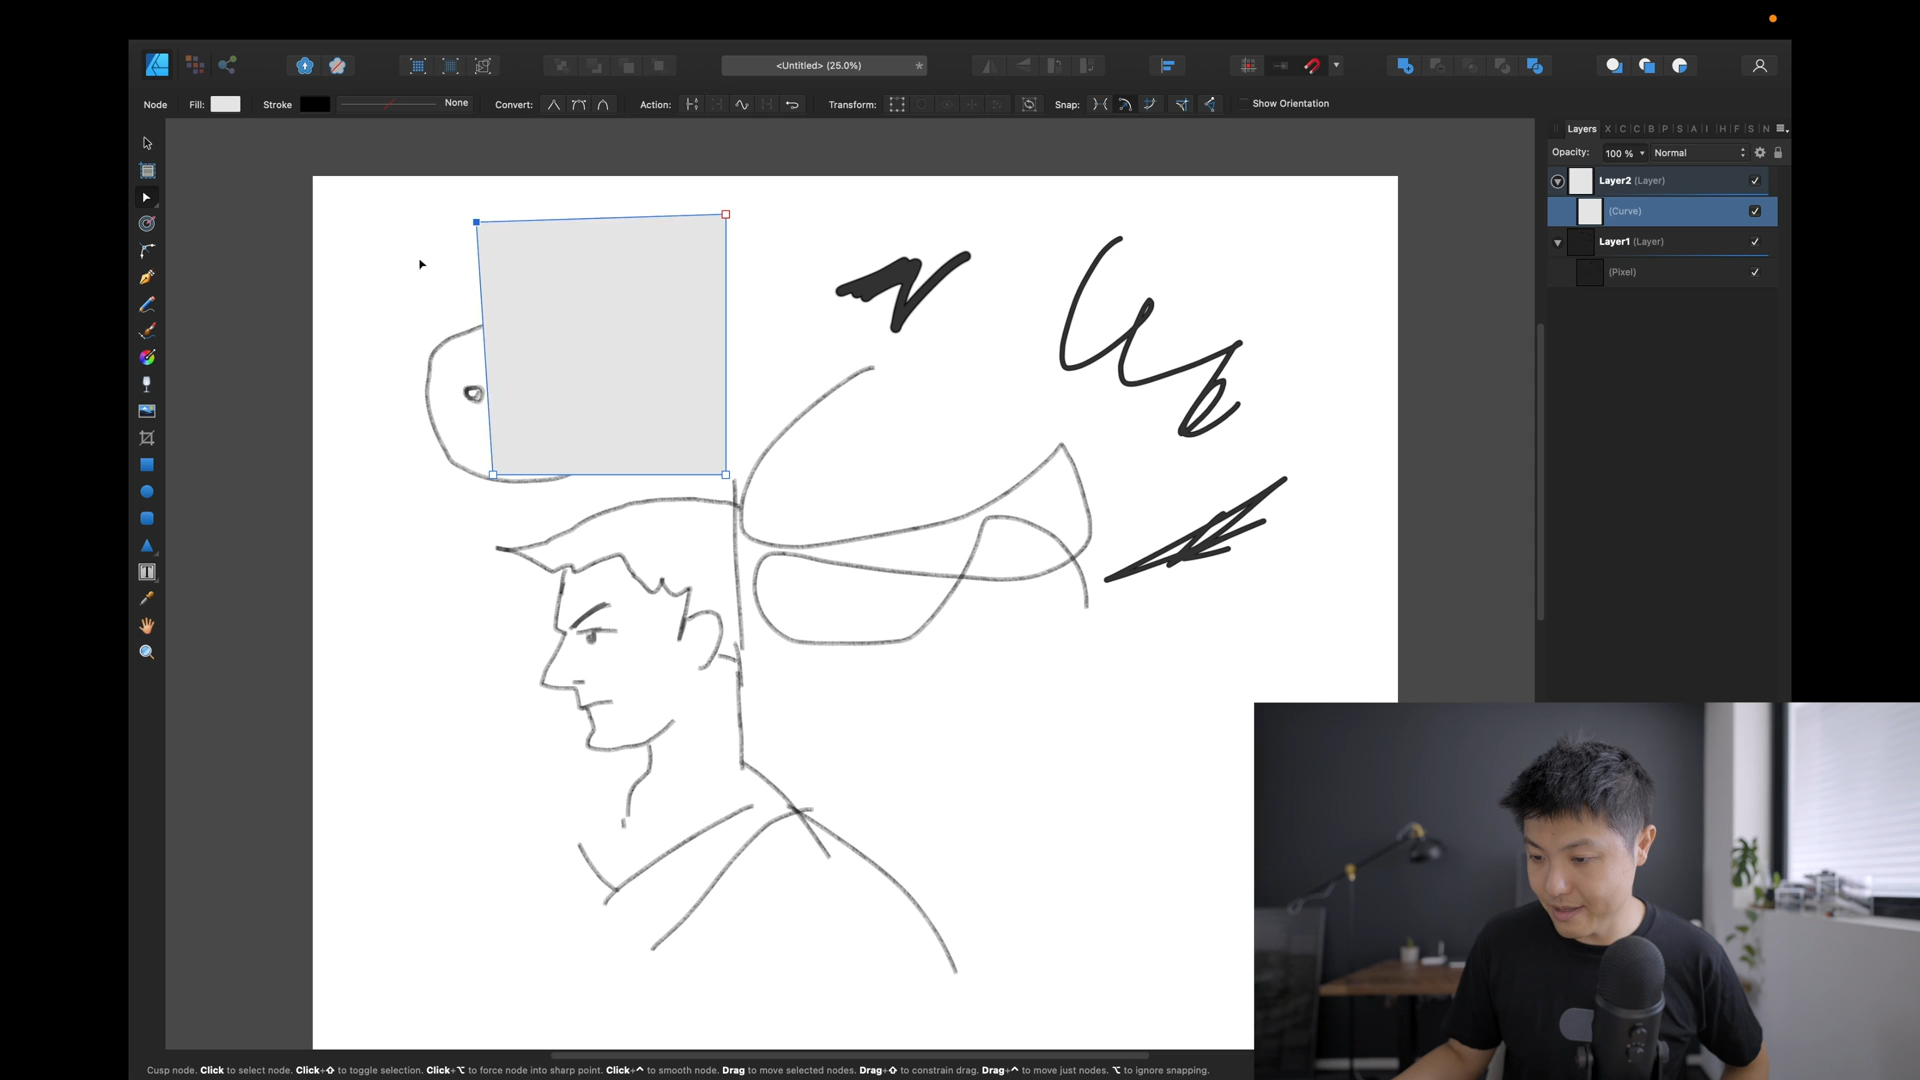 <Untitled> (25.0%)
*
Node
Fill:
Stroke
None
Convert:
Action:
Transform:
Snap:
Show Orientation
Layers X C C B P S A I H F S N
Opacity: 100 % Normal
Layer2 (Layer)
(Curve)
Layer1 (Layer)
(Pixel)
Cusp node. Click to select node. Click+⇧ to toggle selection. Click+⌥ to force node into sharp point. Click+^ to smooth node. Drag to move selected nodes. Drag+⇧ to constrain drag. Drag+^ to move just nodes. ⌥ to ignore snapping.